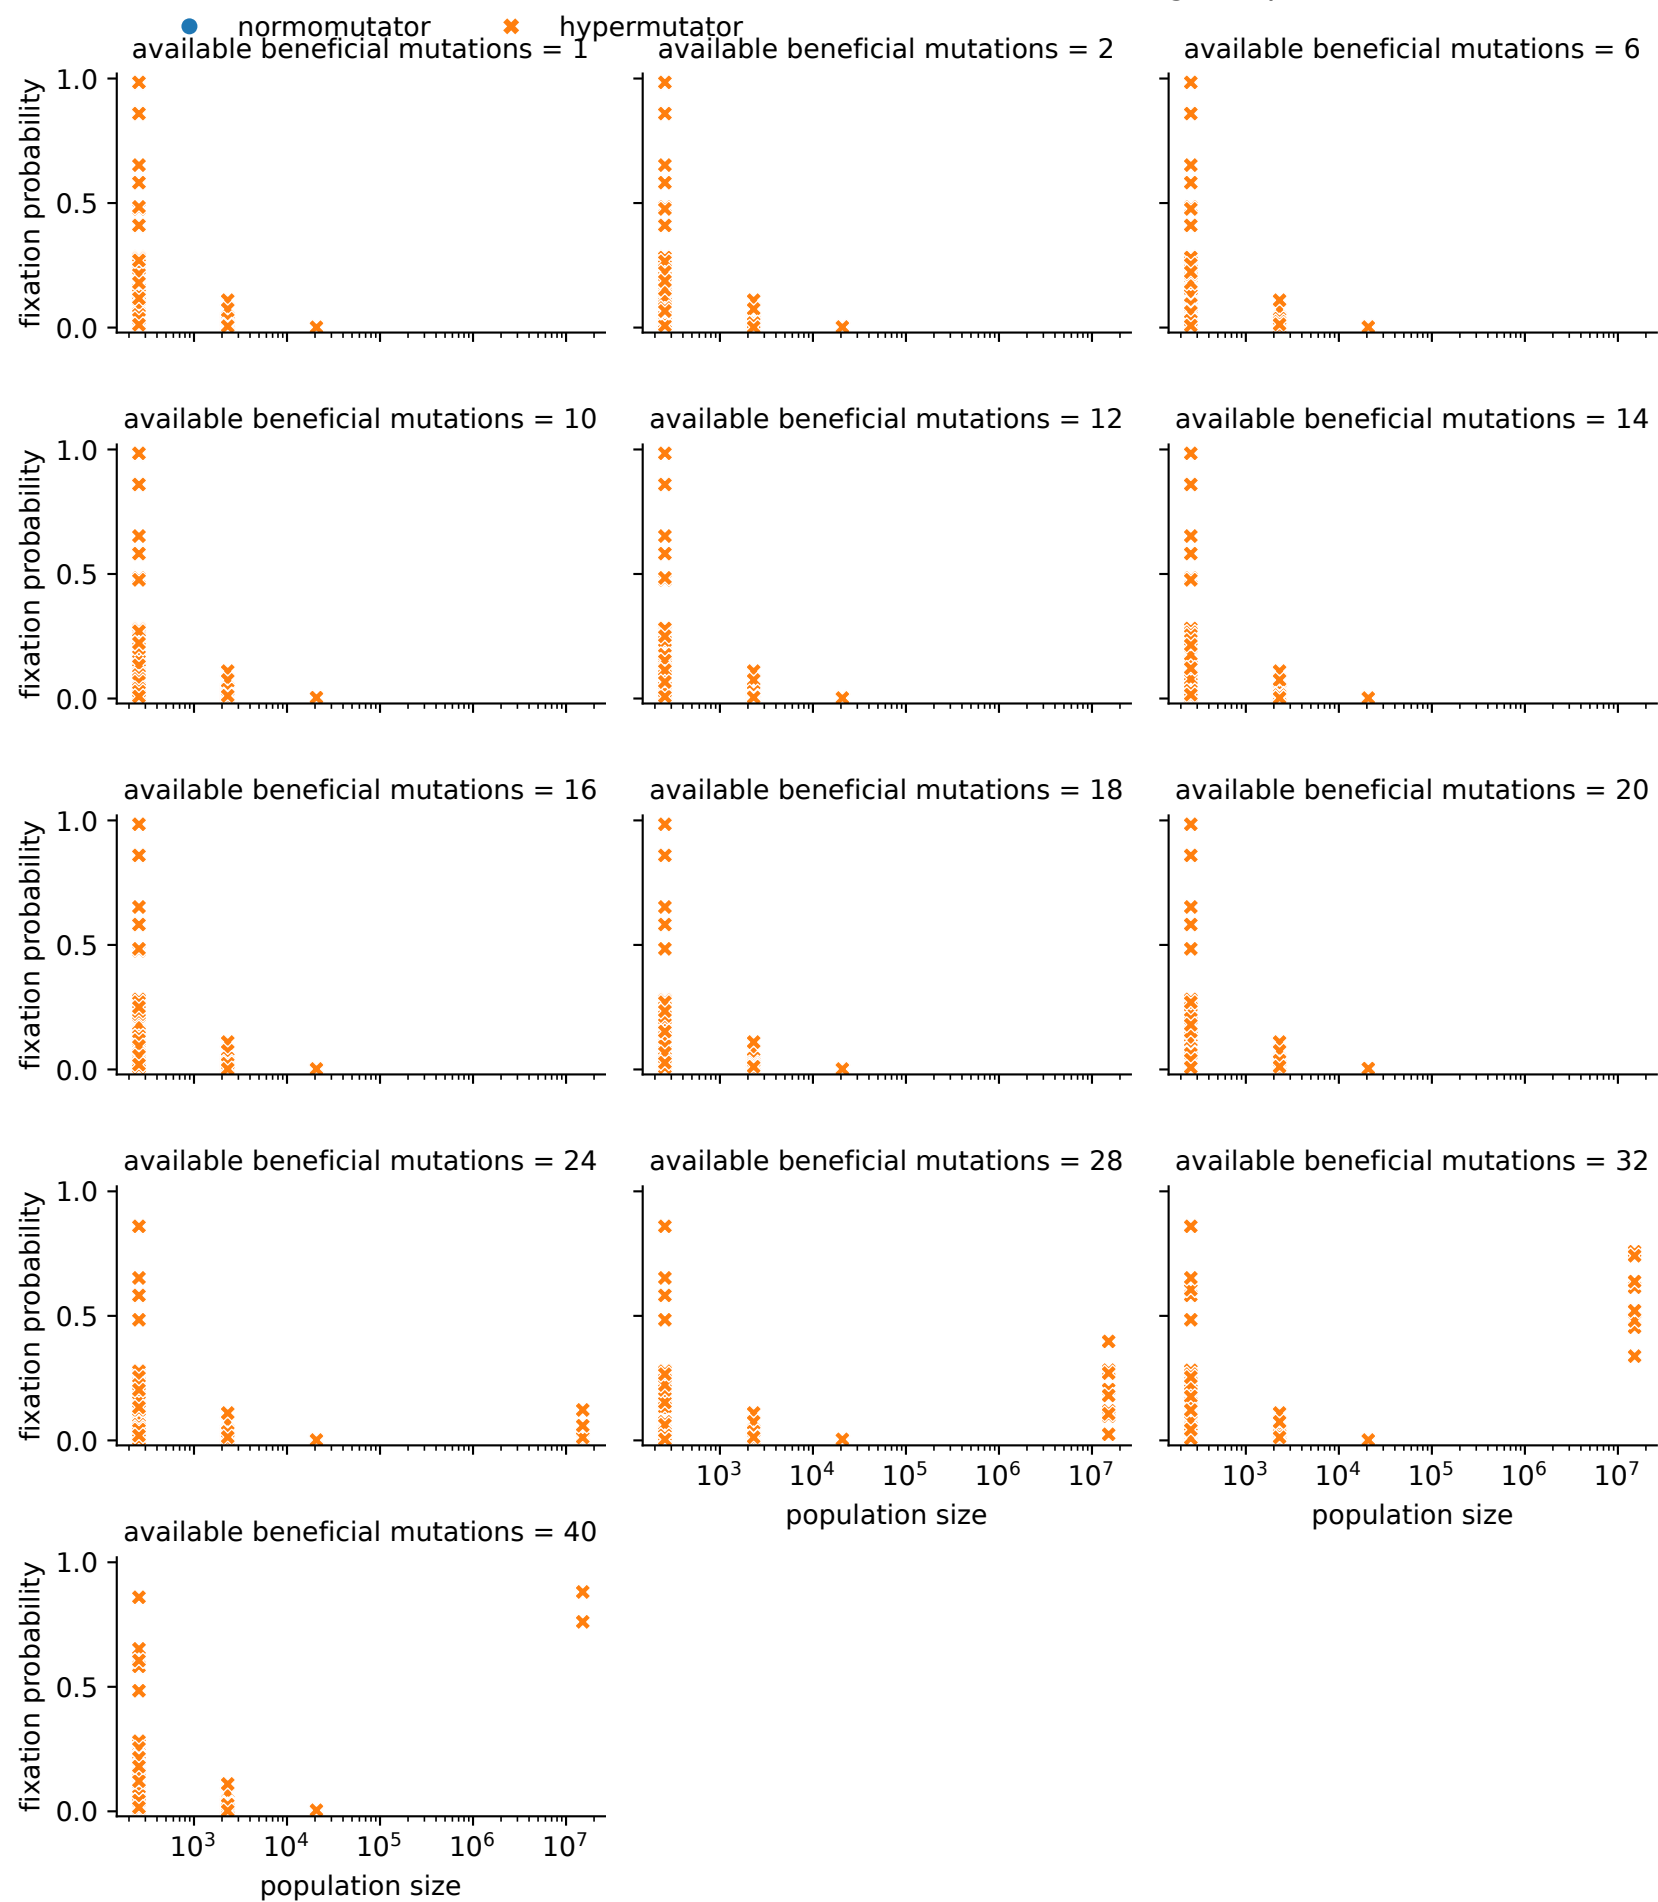 normomutator hypermutator
available beneficial mutations = 1 available beneficial mutations = 2 available beneficial mutations = 6
fixation probability
1.0
0.5
0.0
available beneficial mutations = 10 available beneficial mutations = 12 available beneficial mutations = 14
fixation probability
1.0
0.5
0.0
available beneficial mutations = 16 available beneficial mutations = 18 available beneficial mutations = 20
fixation probability
1.0
0.5
0.0
available beneficial mutations = 24 available beneficial mutations = 28 available beneficial mutations = 32
fixation probability
1.0
0.5
0.0
10³ 10⁴ 10⁵ 10⁶ 10⁷ 10³ 10⁴ 10⁵ 10⁶ 10⁷
population size population size
available beneficial mutations = 40
fixation probability
1.0
0.5
0.0
10³ 10⁴ 10⁵ 10⁶ 10⁷
population size